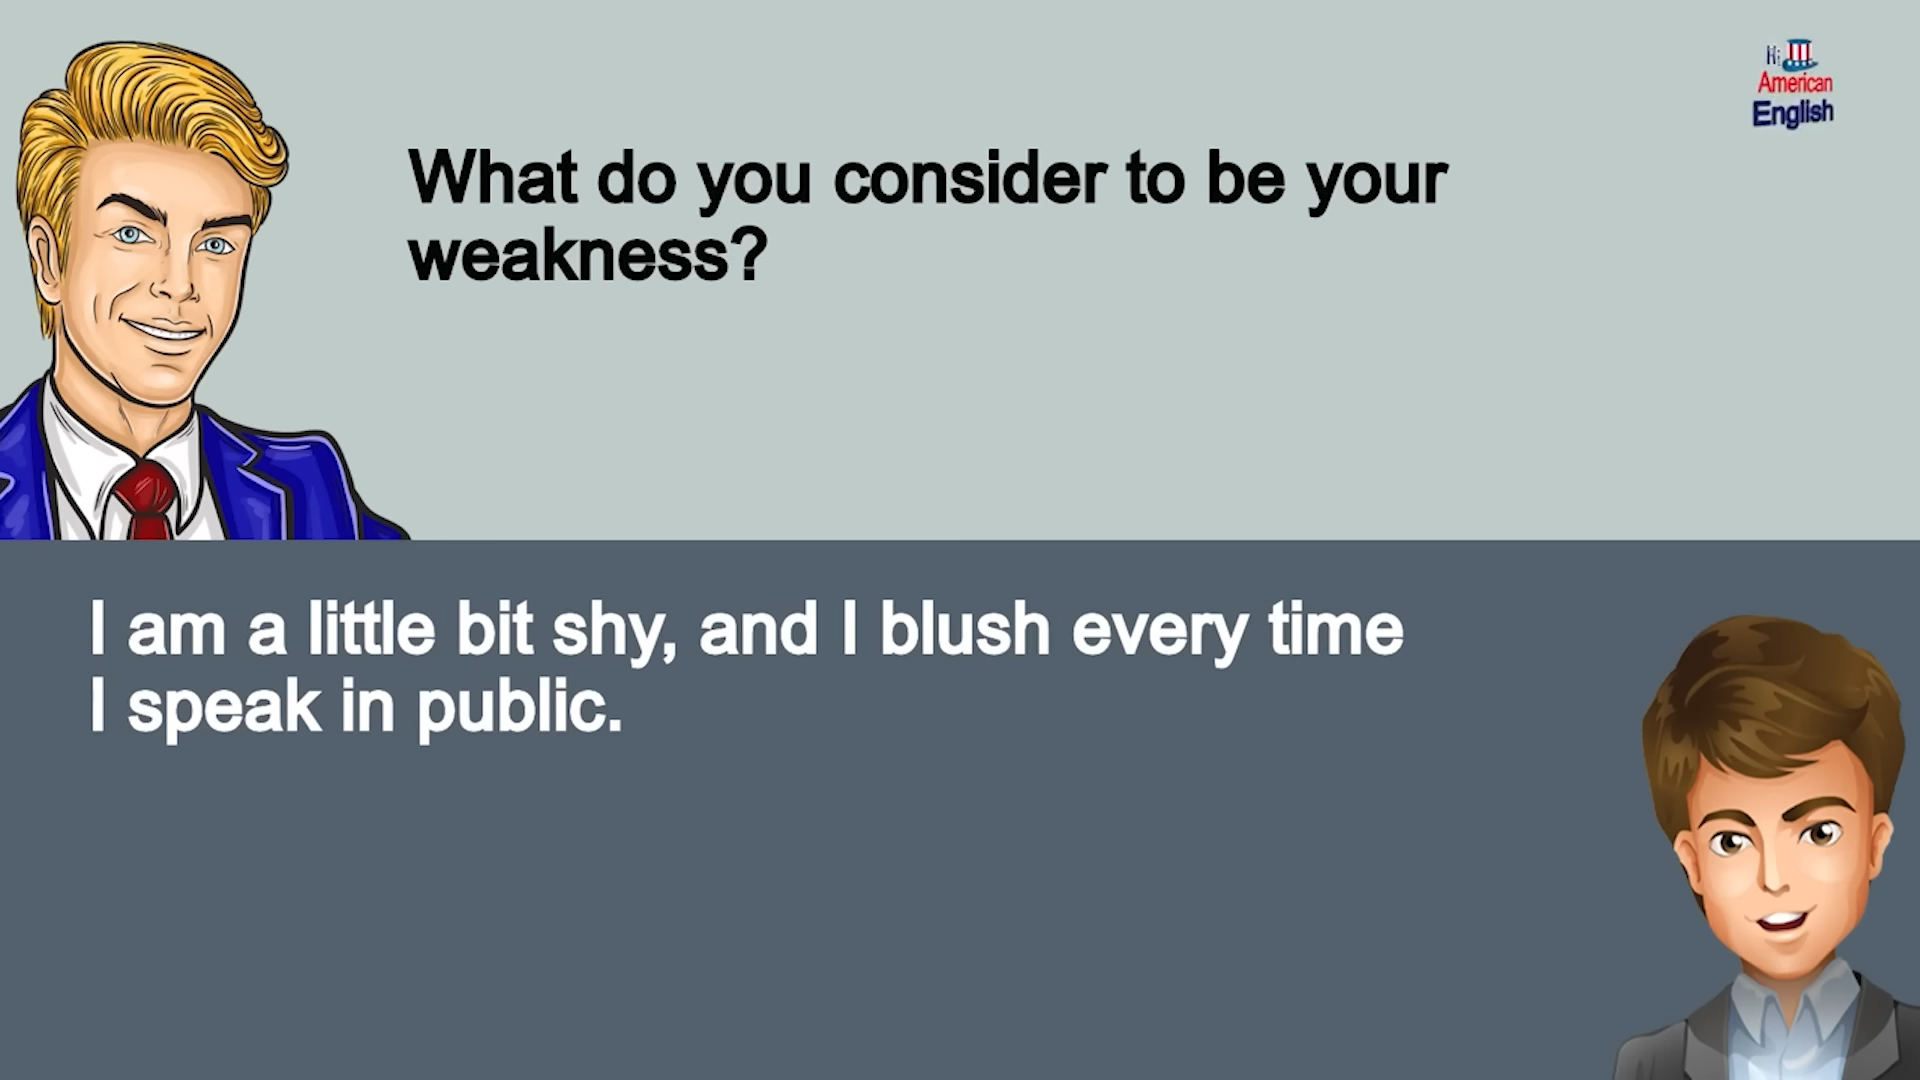 Hi
American
English
What do you consider to be your
weakness?
I am a little bit shy, and I blush every time
I speak in public.